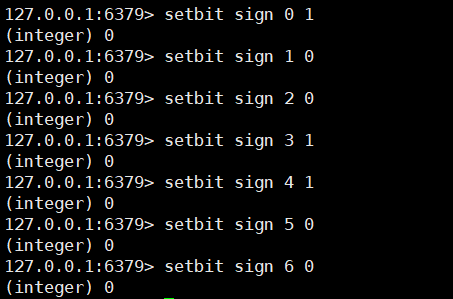 127.0.0.1:6379> setbit sign 0 1
(integer) 0
127.0.0.1:6379> setbit sign 1 0
(integer) 0
127.0.0.1:6379> setbit sign 2 0
(integer) 0
127.0.0.1:6379> setbit sign 3 1
(integer) 0
127.0.0.1:6379> setbit sign 4 1
(integer) 0
127.0.0.1:6379> setbit sign 5 0
(integer) 0
127.0.0.1:6379> setbit sign 6 0
(integer) 0